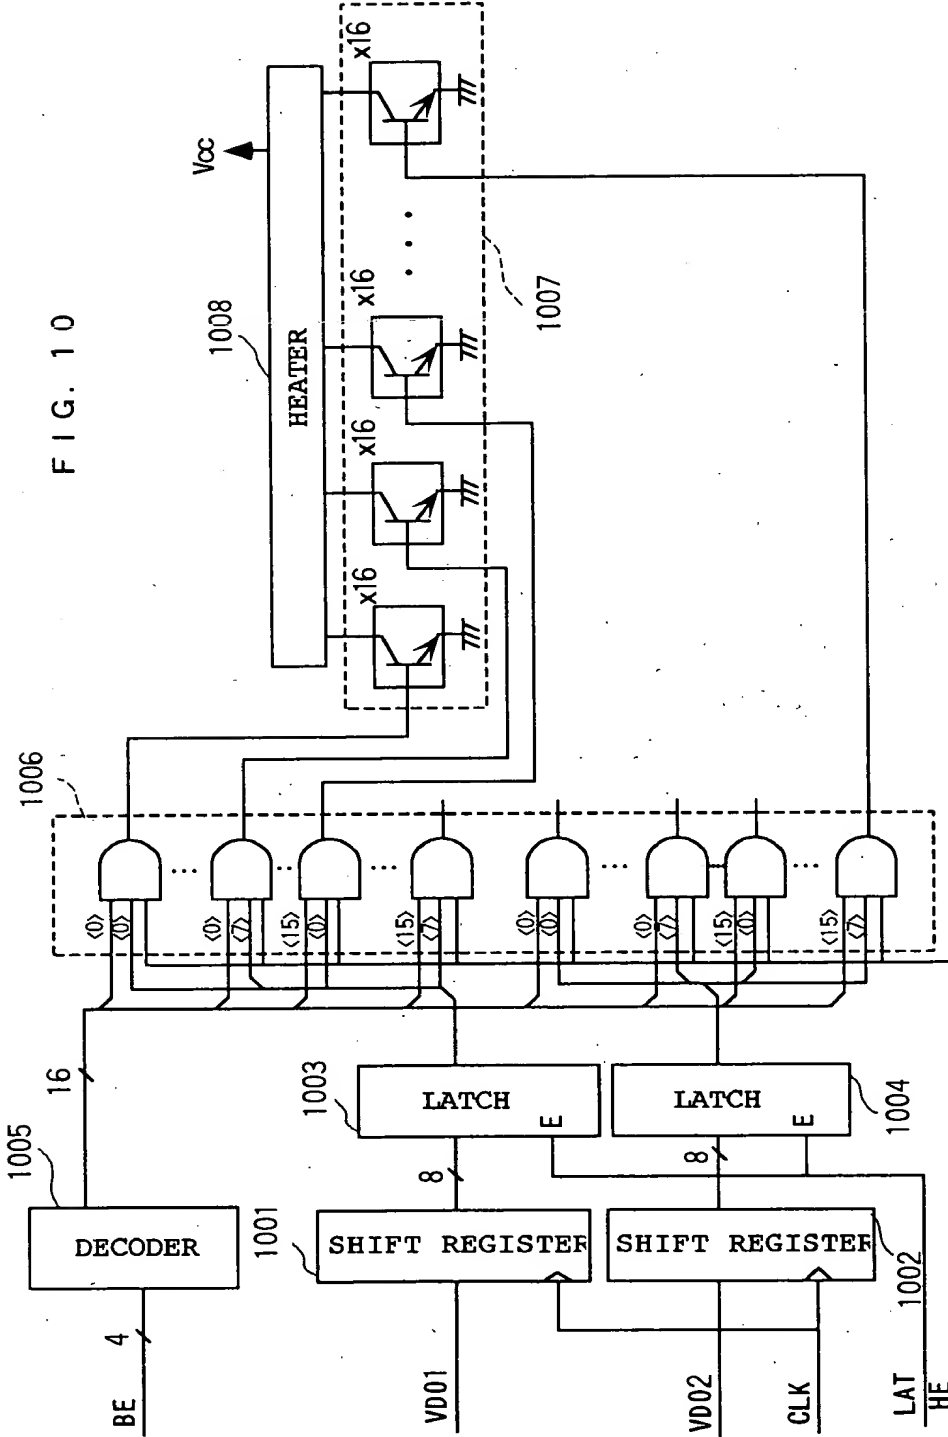 FIG. 10
Vcc
1008
HEATER
x16
x16
x16
x16
1007
1006
<0>
<0>
<0>
<7>
<15>
<0>
<15>
<7>
<0>
<0>
<0>
<7>
<15>
<0>
<15>
<7>
16
1005
DECODER
4
BE
1003
LATCH
E
1004
LATCH
E
8
8
1001
SHIFT REGISTER
1002
SHIFT REGISTER
VD01
VD02
CLK
LAT
HE